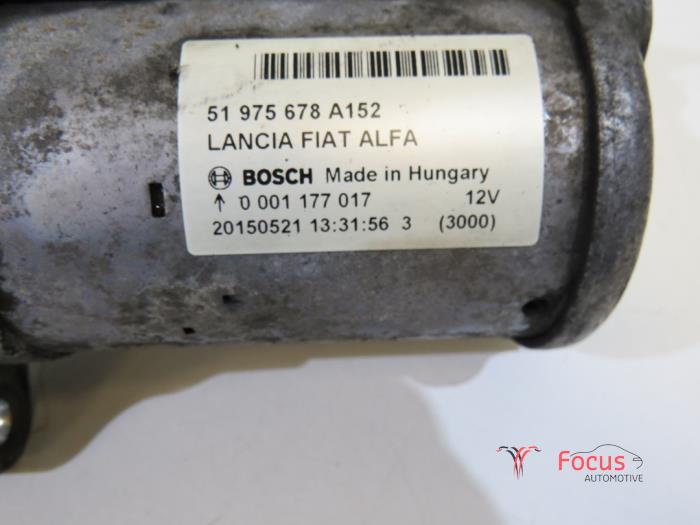 51 975 678 A152
LANCIA FIAT ALFA
BOSCH Made in Hungary
↑ 0 001 177 017 12V
20150521 13:31:56 3 (3000)
Focus
AUTOMOTIVE